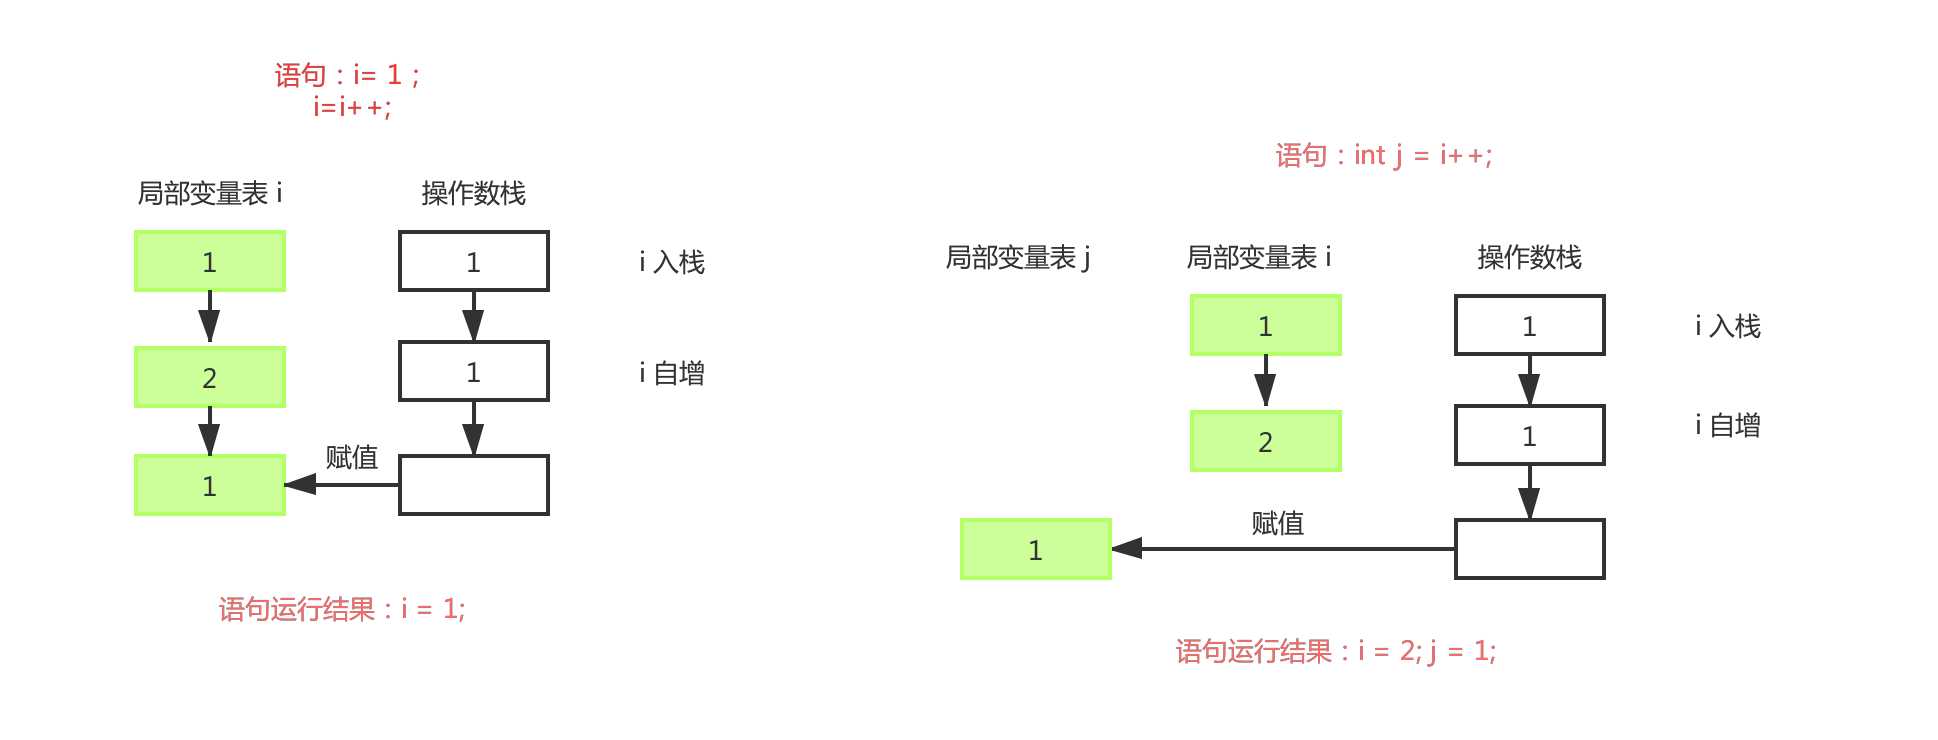 语句：i= 1 ;
i=i++;
局部变量表 i
操作数栈
1
1
i 入栈
2
1
i 自增
赋值
1
语句运行结果：i = 1;
语句：int j = i++;
局部变量表 j
局部变量表 i
操作数栈
1
1
i 入栈
2
1
i 自增
赋值
1
语句运行结果：i = 2; j = 1;